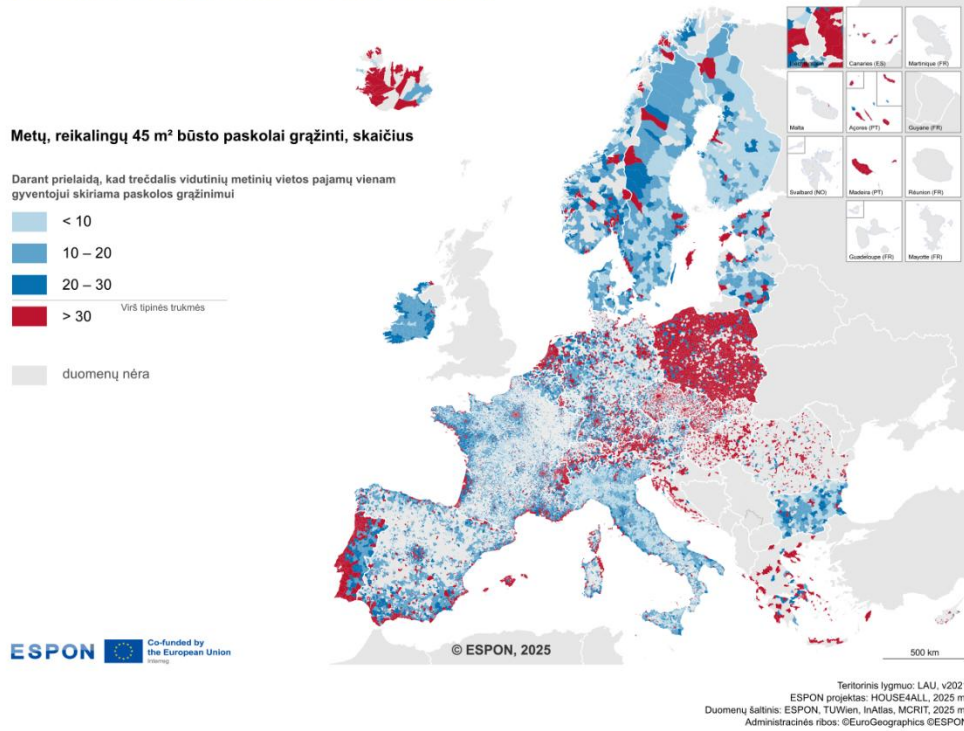 Metų, reikalingų 45 m² būsto paskolai grąžinti, skaičius
Darant prielaidą, kad trečdalis vidutinių metinių vietos pajamų vienam
gyventojui skiriama paskolos grąžinimui
< 10
10 – 20
20 – 30
Virš tipinės trukmės
> 30
duomenų nėra
Canaries (ES)
Martinique (FR)
Malta
Açores (PT)
Guyane (FR)
Svalbard (NO)
Madeira (PT)
Réunion (FR)
Guadeloupe (FR)
Mayotte (FR)
ESPON
Co-funded by
the European Union
Interreg
© ESPON, 2025
500 km
Teritorinis lygmuo: LAU, v2021
ESPON projektas: HOUSE4ALL, 2025 m
Duomenų šaltinis: ESPON, TUWien, InAtlas, MCRIT, 2025 m
Administracinės ribos: ©EuroGeographics ©ESPON